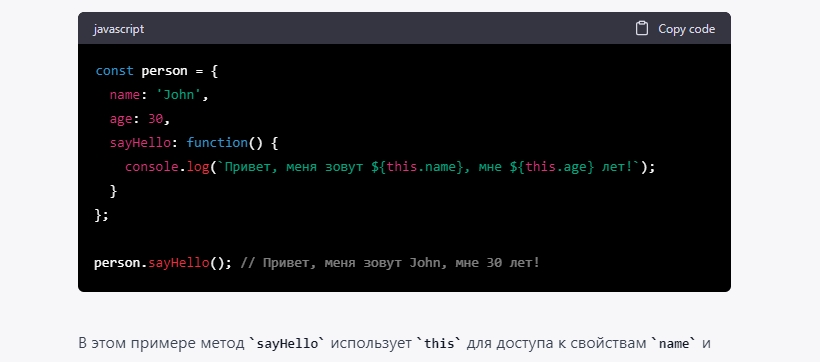 javascript
Copy code
const person = {
  name: 'John',
  age: 30,
  sayHello: function() {
    console.log(`Привет, меня зовут ${this.name}, мне ${this.age} лет!`);
  }
};
person.sayHello(); // Привет, меня зовут John, мне 30 лет!
В этом примере метод `sayHello` использует `this` для доступа к свойствам `name` и